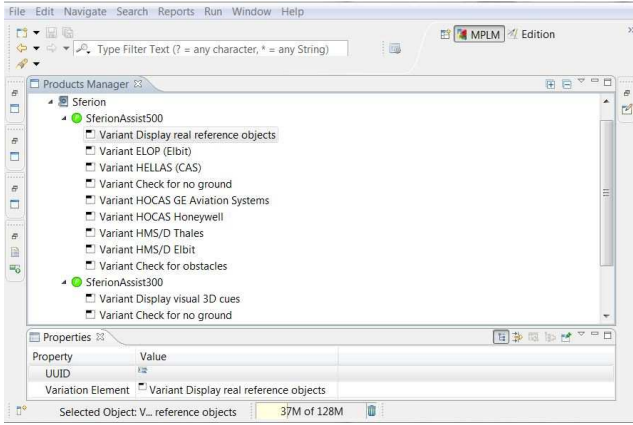 File Edit Navigate Search Reports Run Window Help
MPLM Edition
Type Filter Text (? = any character, * = any String)
Products Manager
Sferion
SferionAssist500
Variant Display real reference objects
Variant ELOP (Elbit)
Variant HELLAS (CAS)
Variant Check for no ground
Variant HOCAS GE Aviation Systems
Variant HOCAS Honeywell
Variant HMS/D Thales
Variant HMS/D Elbit
Variant Check for obstacles
SferionAssist300
Variant Display visual 3D cues
Variant Check for no ground
Properties
Property Value
UUID
Variation Element Variant Display real reference objects
Selected Object: V... reference objects 37M of 128M